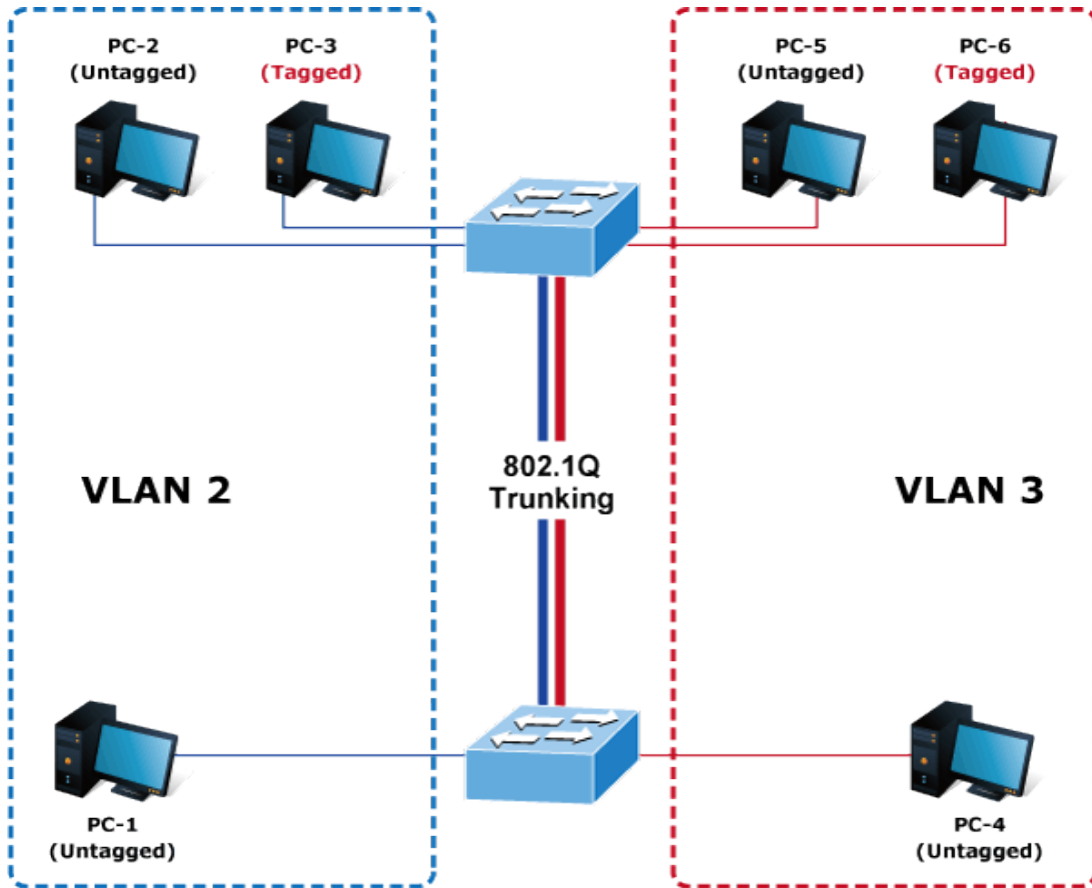 PC-2
(Untagged)
PC-3
(Tagged)
PC-5
(Untagged)
PC-6
(Tagged)
802.1Q
Trunking
VLAN 2
VLAN 3
PC-1
(Untagged)
PC-4
(Untagged)